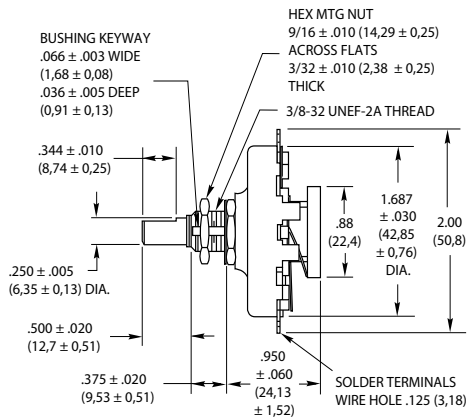 BUSHING KEYWAY
.066 ± .003 WIDE
(1,68 ± 0,08)
.036 ± .005 DEEP
(0,91 ± 0,13)
HEX MTG NUT
9/16 ± .010 (14,29 ± 0,25)
ACROSS FLATS
3/32 ± .010 (2,38 ± 0,25)
THICK
3/8-32 UNEF-2A THREAD
.344 ± .010
(8,74 ± 0,25)
.88
(22,4)
1.687
± .030
(42,85
± 0,76)
DIA.
2.00
(50,8)
.250 ± .005
(6,35 ± 0,13) DIA.
.500 ± .020
(12,7 ± 0,51)
.375 ± .020
(9,53 ± 0,51)
.950
± .060
(24,13
± 1,52)
SOLDER TERMINALS
WIRE HOLE .125 (3,18)